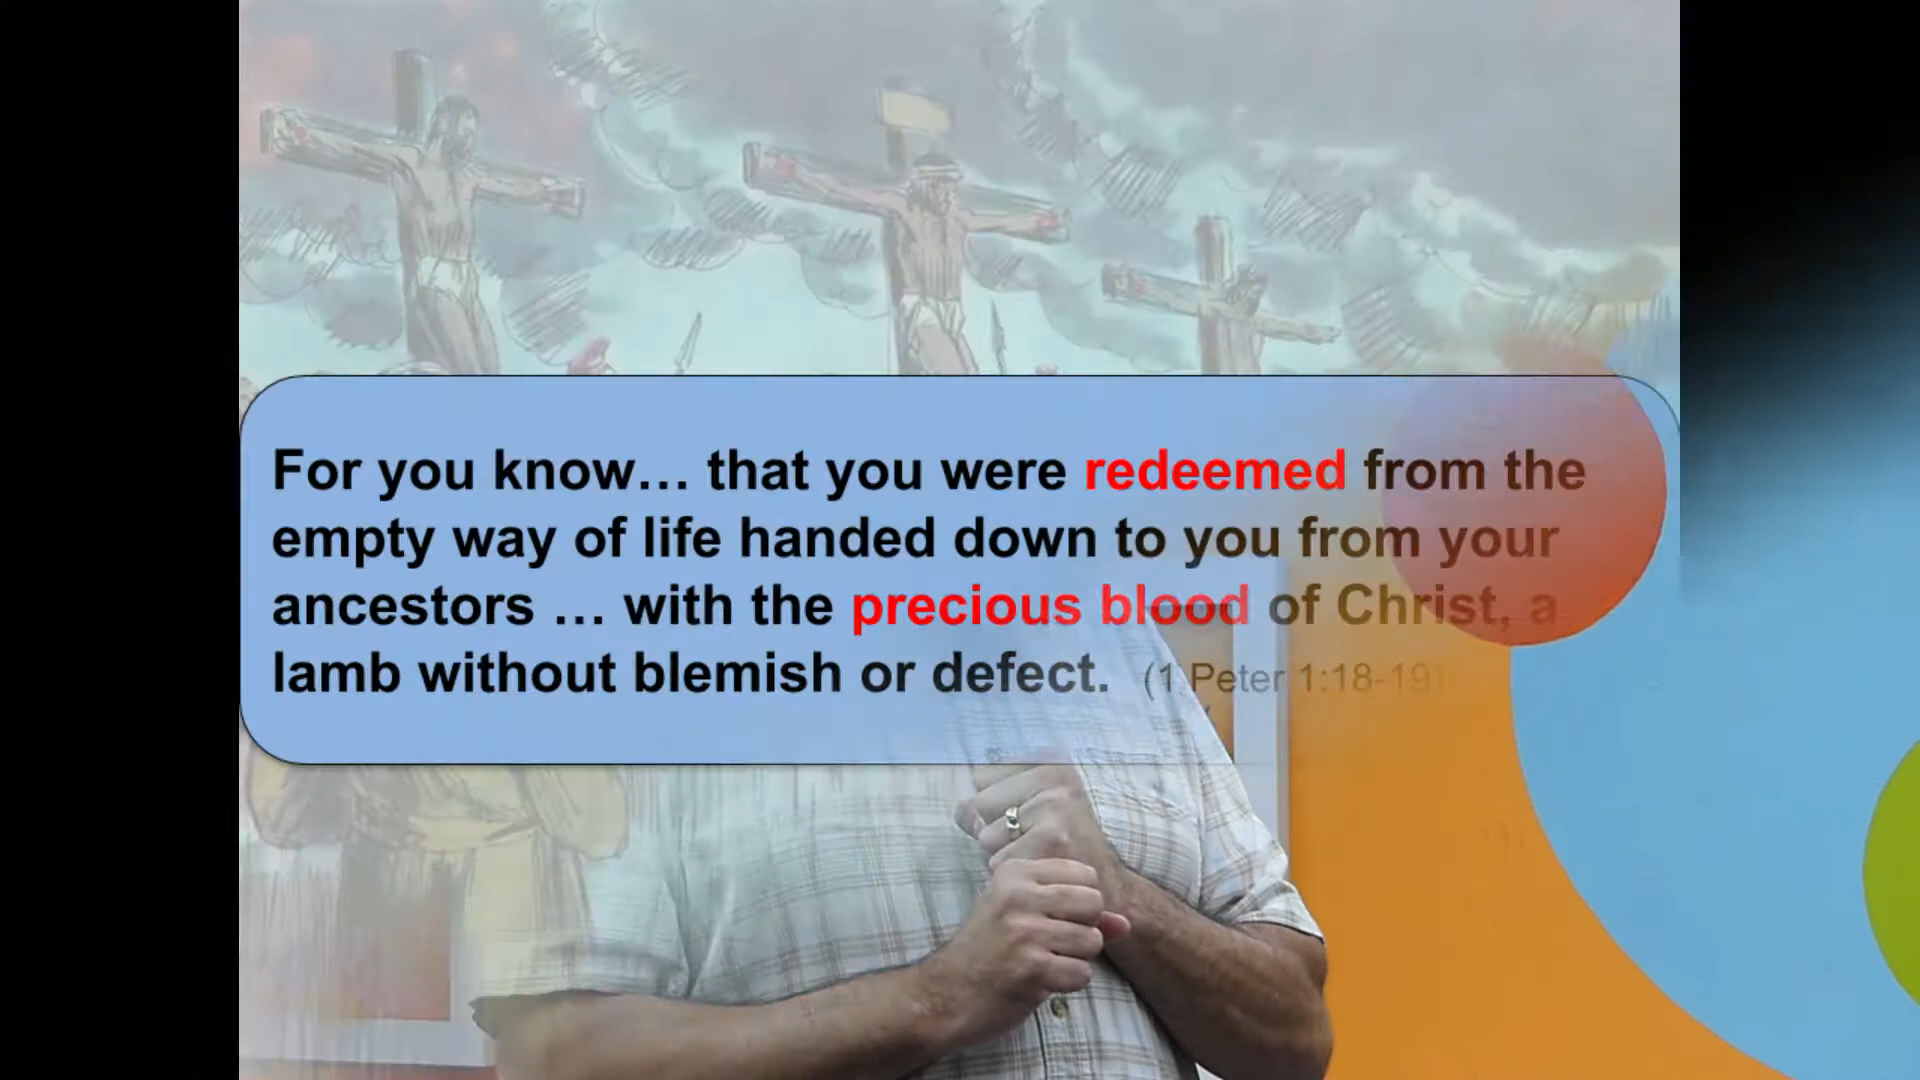 For you know… that you were redeemed from the
empty way of life handed down to you from your
ancestors … with the precious blood of Christ, a
lamb without blemish or defect. (1 Peter 1:18-19)